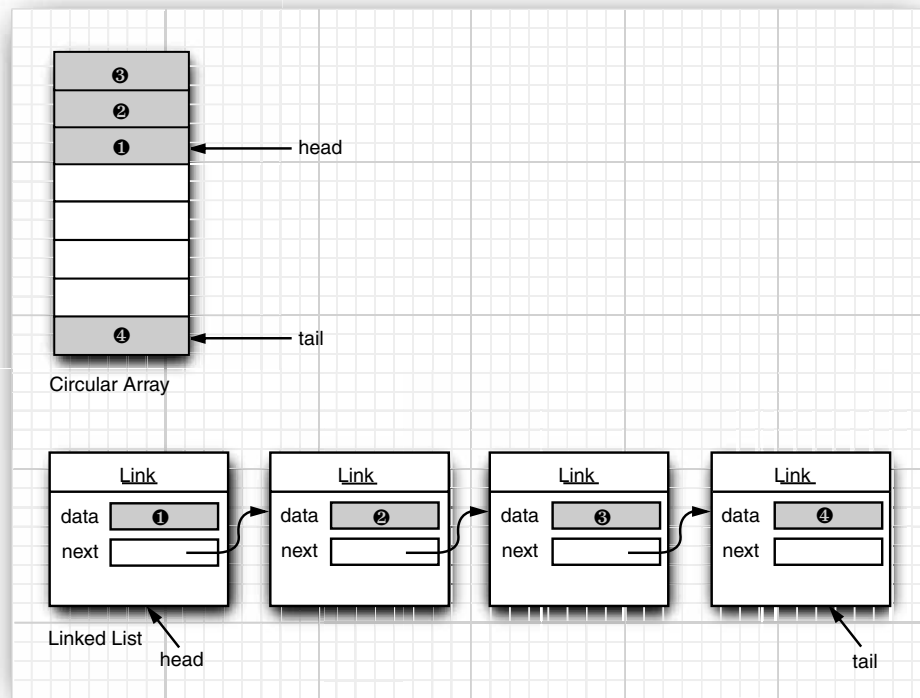 ❸
❷
❶ head
❹ tail
Circular Array
Link Link Link Link
data ❶ data ❷ data ❸ data ❹
next next next next
Linked List
head tail